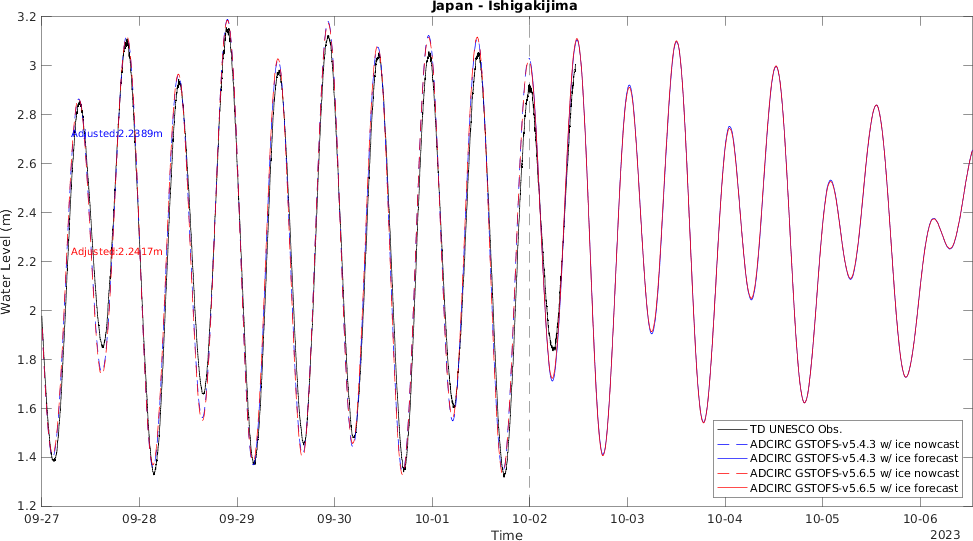 Japan - Ishigakijima
3.2
3
2.8
2.6
2.4
2.2
2
1.8
1.6
1.4
1.2
Water Level (m)
Adjusted:2.2389m
Adjusted:2.2417m
TD UNESCO Obs.
ADCIRC GSTOFS-v5.4.3 w/ ice nowcast
ADCIRC GSTOFS-v5.4.3 w/ ice forecast
ADCIRC GSTOFS-v5.6.5 w/ ice nowcast
ADCIRC GSTOFS-v5.6.5 w/ ice forecast
09-27 09-28 09-29 09-30 10-01 10-02 10-03 10-04 10-05 10-06
Time 2023